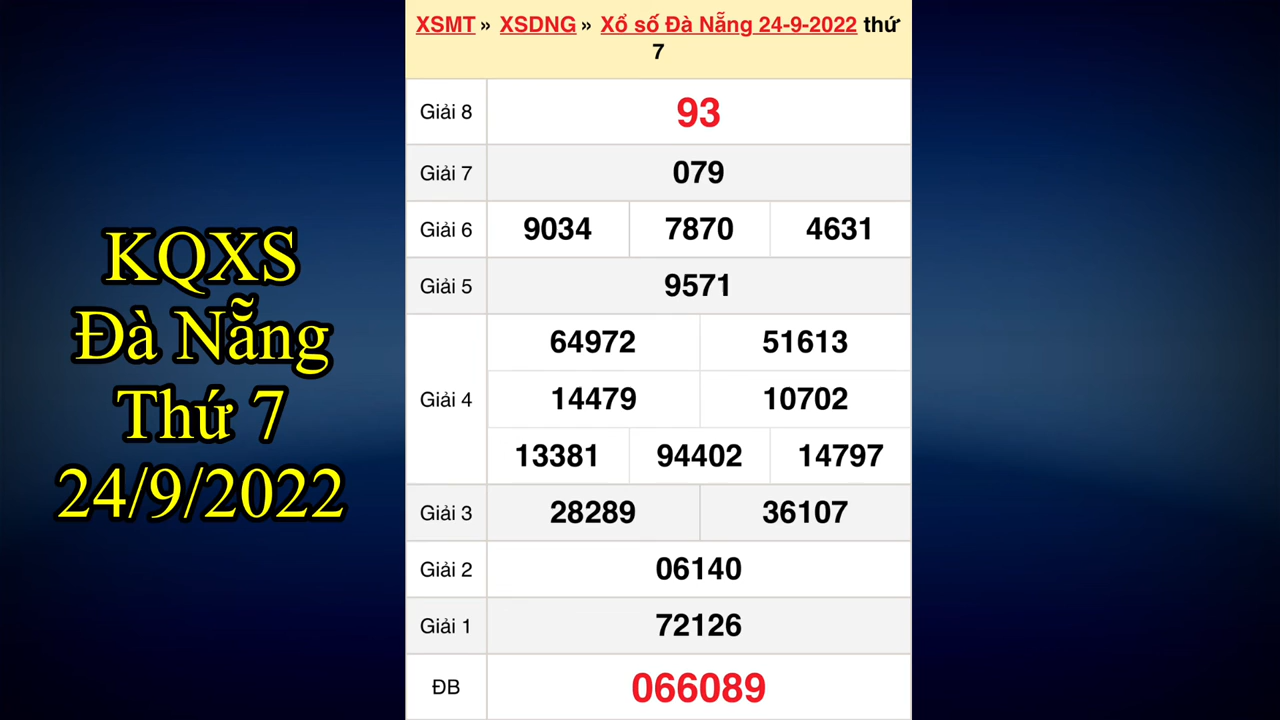 XSMT » XSDNG » Xổ số Đà Nẵng 24-9-2022 thứ
7
KQXS
Đà Nẵng
Thứ 7
24/9/2022
Giải 8 93
Giải 7 079
Giải 6 9034 7870 4631
Giải 5 9571
Giải 4
64972 51613
14479 10702
13381 94402 14797
Giải 3 28289 36107
Giải 2 06140
Giải 1 72126
ĐB 066089